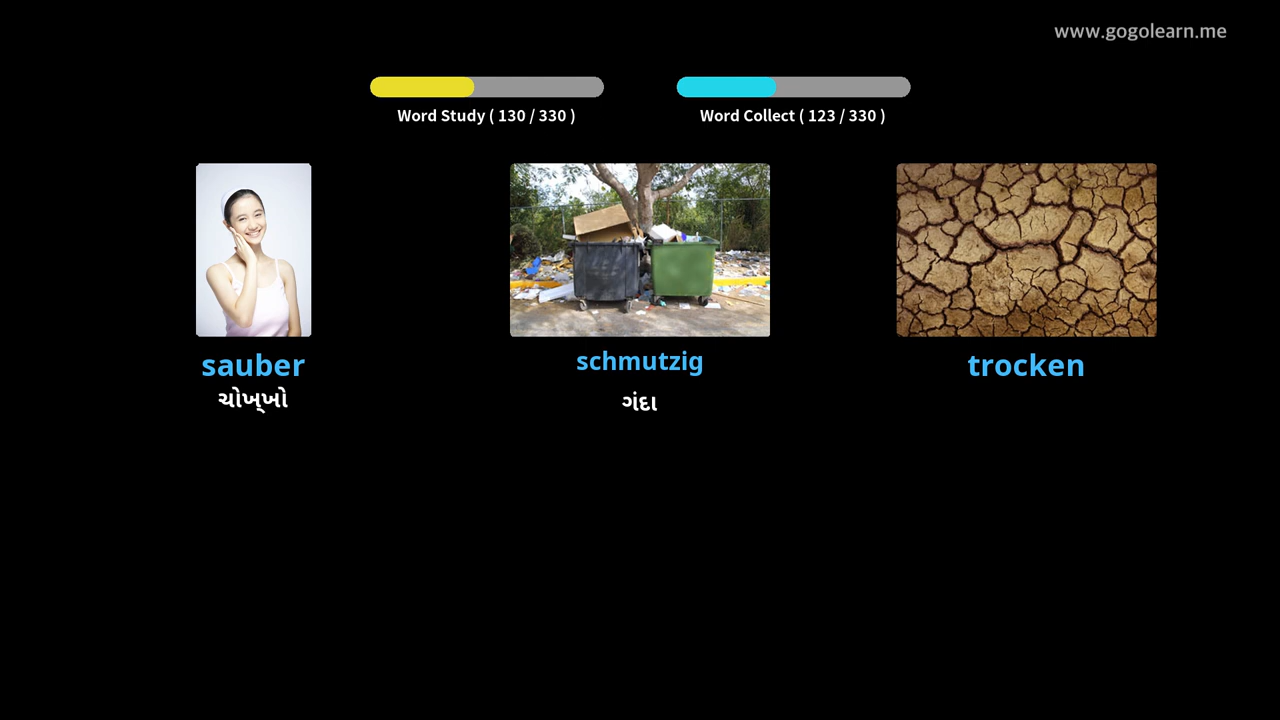 www.gogolearn.me
Word Study ( 130 / 330 )
Word Collect ( 123 / 330 )
sauber
schmutzig
trocken
ચોખ્ખો
ગંદા